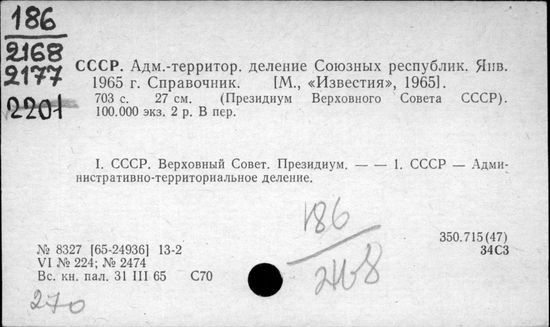 186
2168
2177
2201
СССР. Адм.-территор. деление Союзных республик. Янв.
1965 г. Справочник. [М., «Известия», 1965].
703 с. 27 см. (Президиум Верховного Совета СССР).
100.000 экз. 2 р. В пер.
I. СССР. Верховный Совет. Президиум. — — 1. СССР — Адми-
нистративно-территориальное деление.
186
2168
350.715(47)
34С3
№ 8327 [65-24936] 13-2
VI № 224; № 2474
Вс. кн. пал. 31 III 65 С70
270